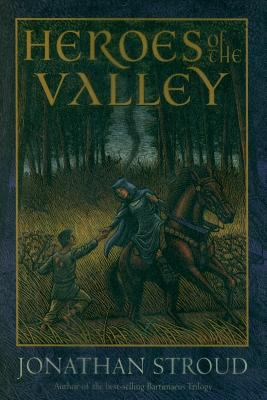 HEROES OF THE
VALLEY
JONATHAN STROUD
Author of the best-selling Bartimaeus Trilogy